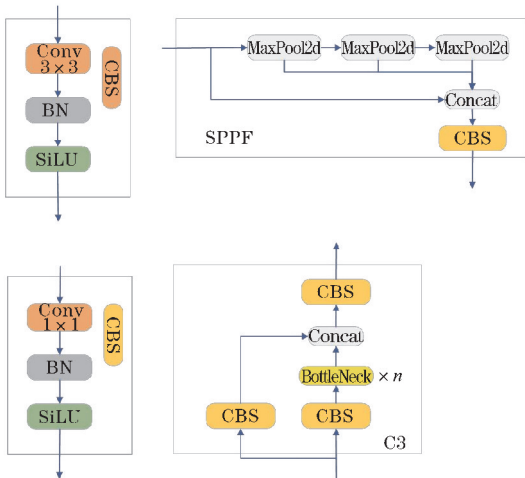 Conv
3×3
CBS
BN
SiLU
MaxPool2d
MaxPool2d
MaxPool2d
Concat
CBS
SPPF
Conv
1×1
CBS
BN
SiLU
CBS
Concat
BottleNeck × n
CBS
CBS
C3